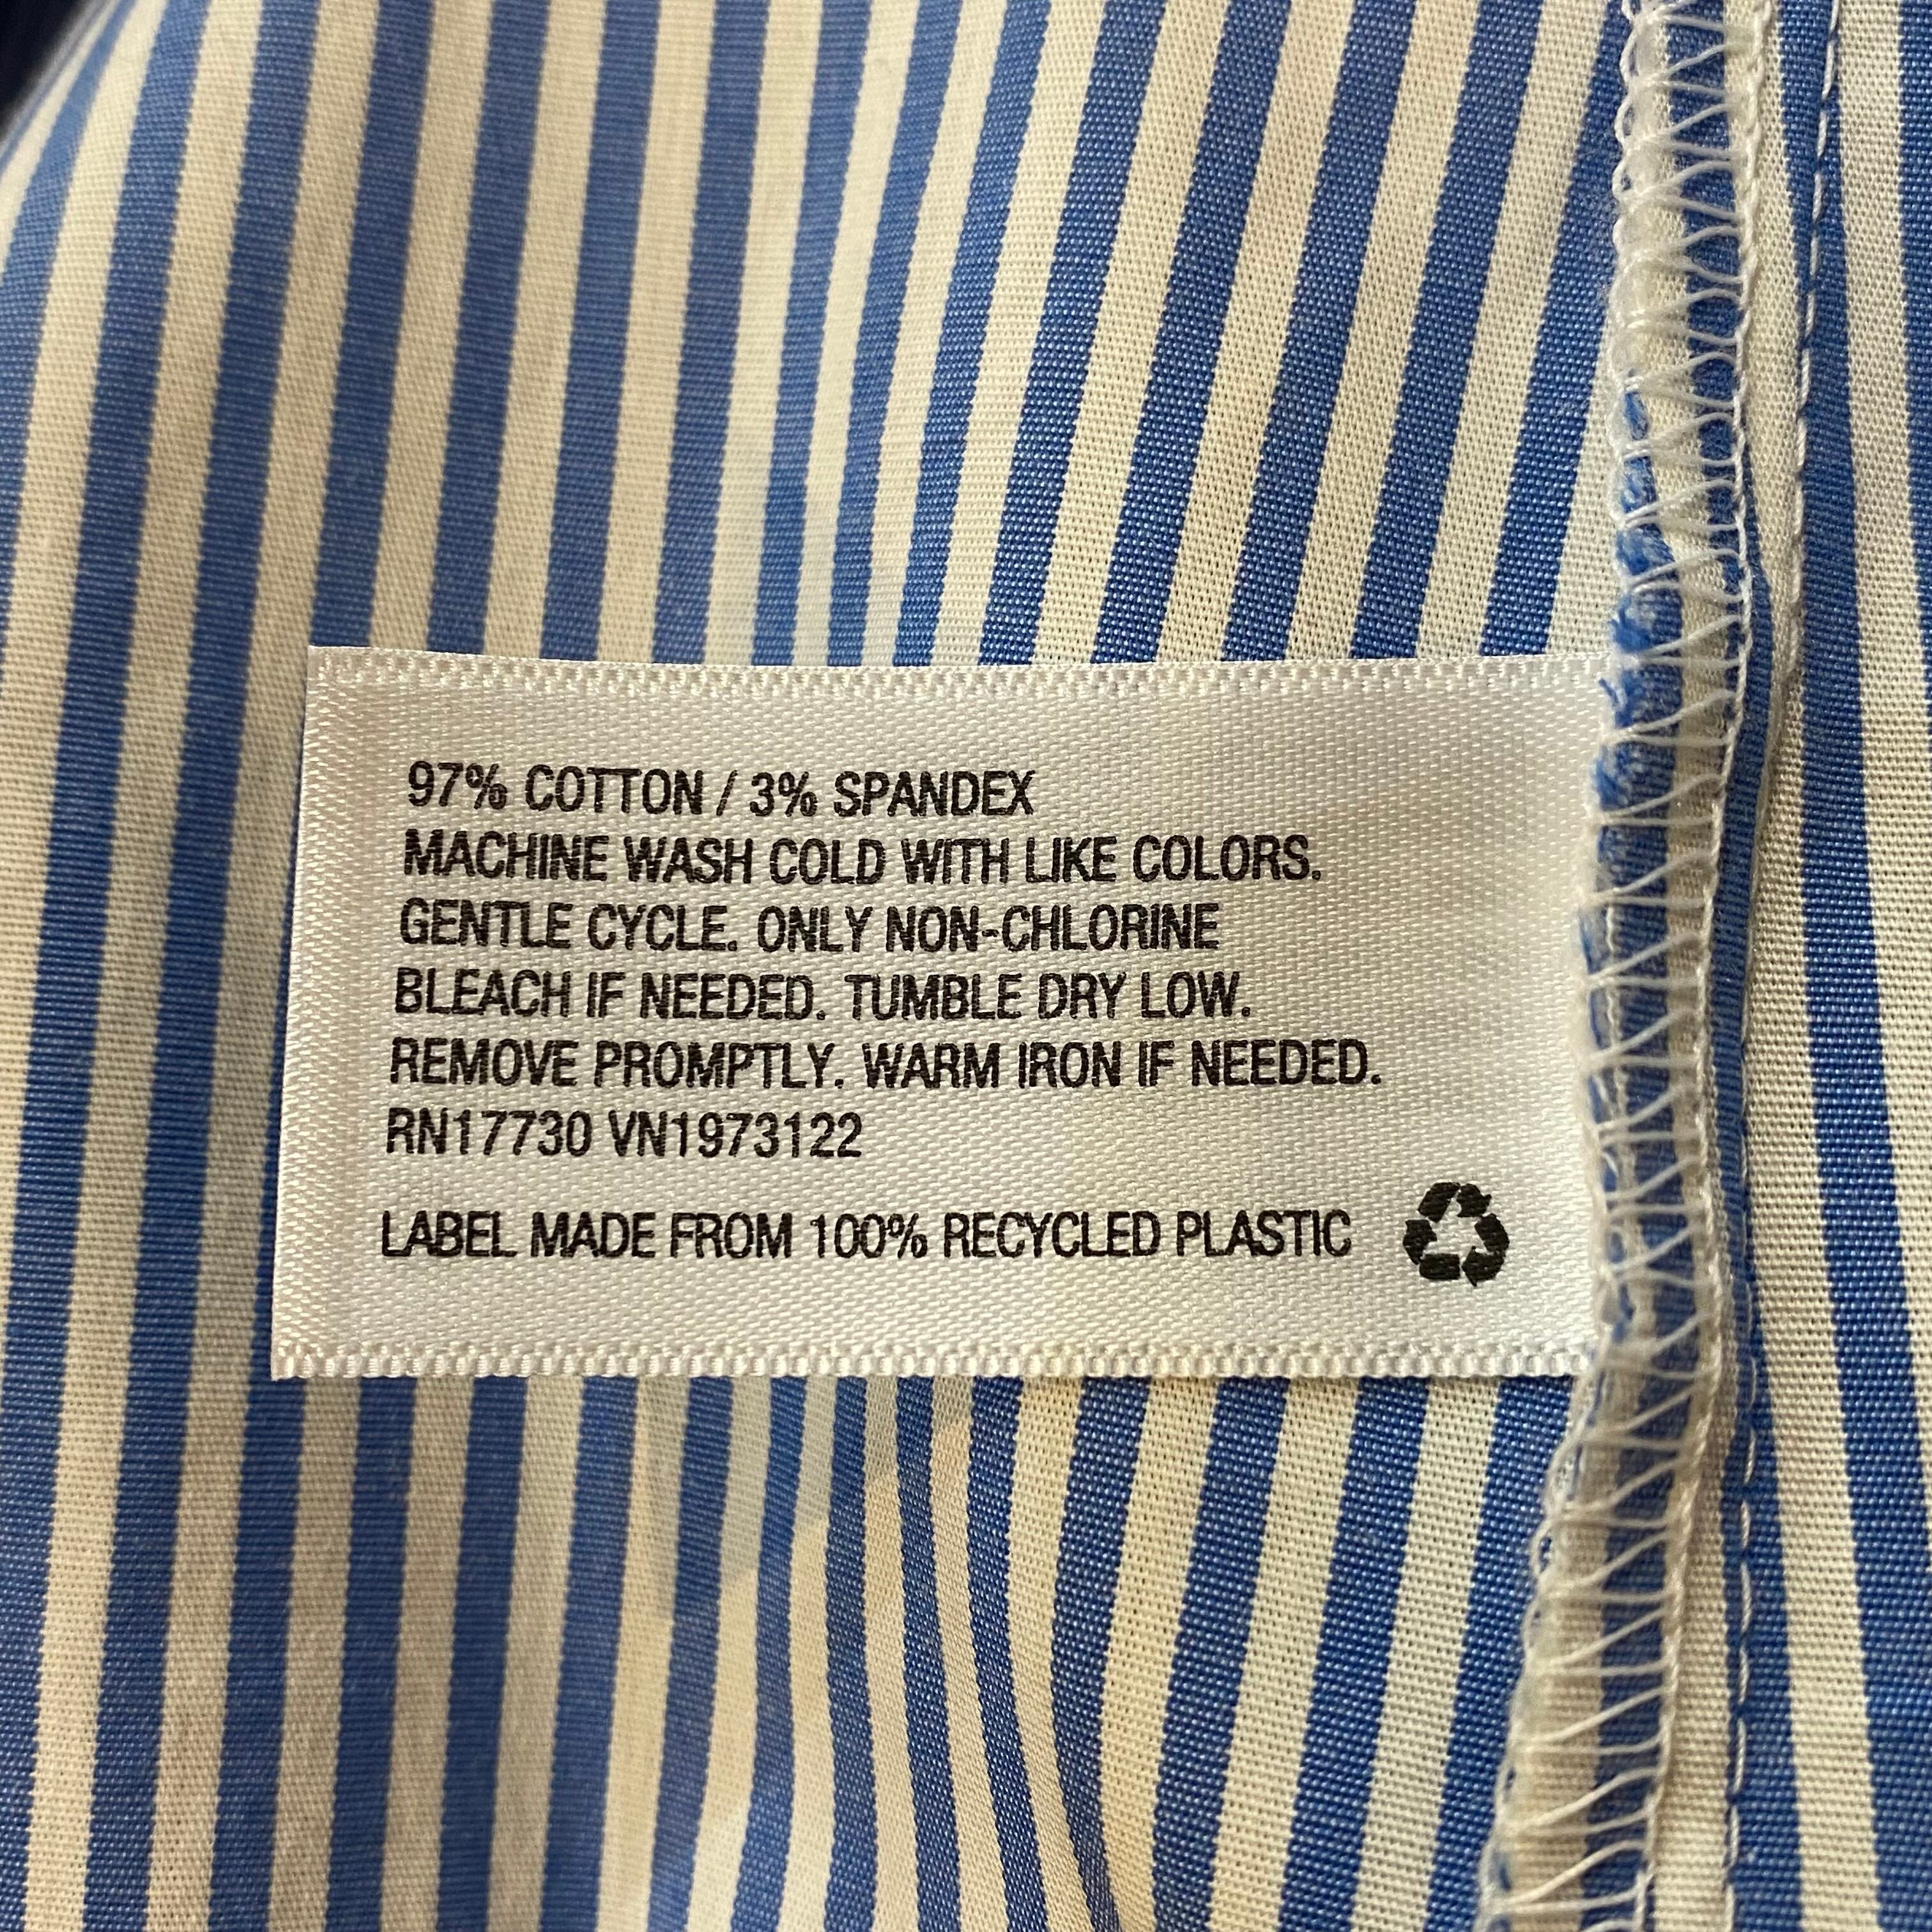 97% COTTON / 3% SPANDEX
MACHINE WASH COLD WITH LIKE COLORS.
GENTLE CYCLE. ONLY NON-CHLORINE
BLEACH IF NEEDED. TUMBLE DRY LOW.
REMOVE PROMPTLY. WARM IRON IF NEEDED.
RN17730 VN1973122
LABEL MADE FROM 100% RECYCLED PLASTIC